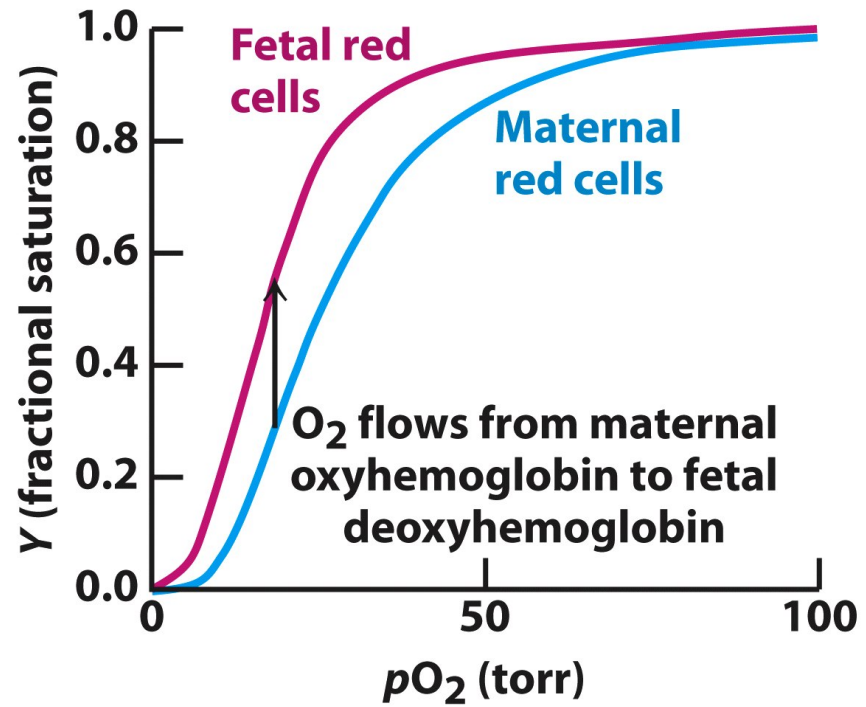 Y (fractional saturation)
1.0
0.8
0.6
0.4
0.2
0.0
Fetal red
cells
Maternal
red cells
O₂ flows from maternal
oxyhemoglobin to fetal
deoxyhemoglobin
0
50
100
pO₂ (torr)